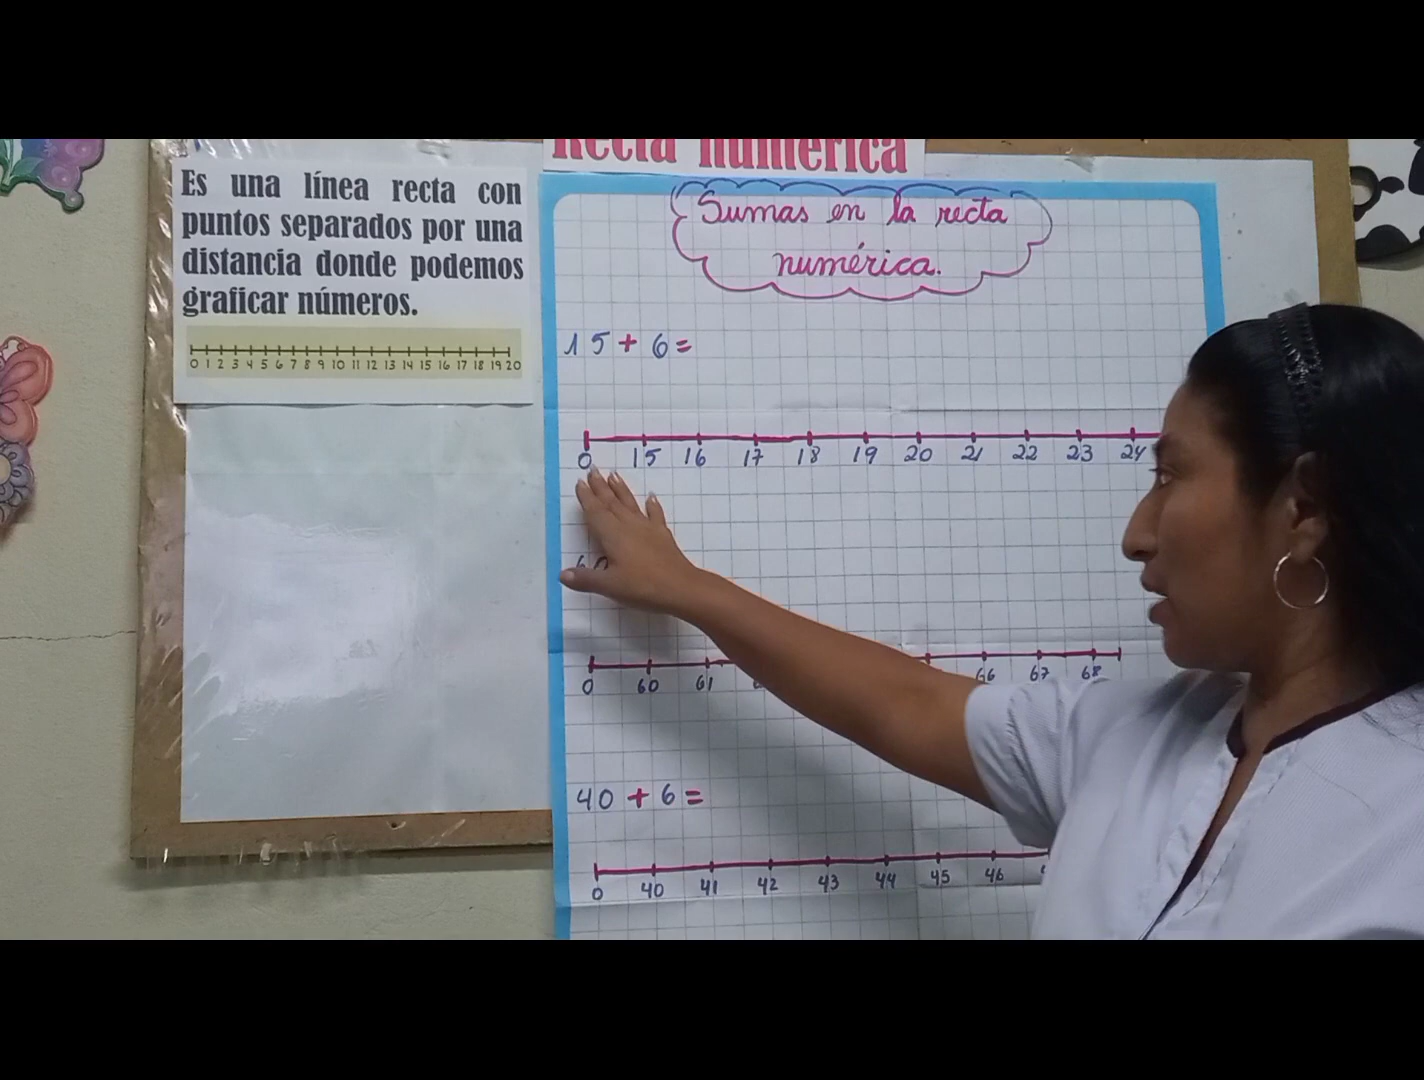 Recta numérica
Es una línea recta con
puntos separados por una
distancia donde podemos
graficar números.
0 1 2 3 4 5 6 7 8 9 10 11 12 13 14 15 16 17 18 19 20
Sumas en la recta
numérica.
15 + 6 =
0 15 16 17 18 19 20 21 22 23 24
60
0 60 61 66 67 68
40 + 6 =
0 40 41 42 43 44 45 46